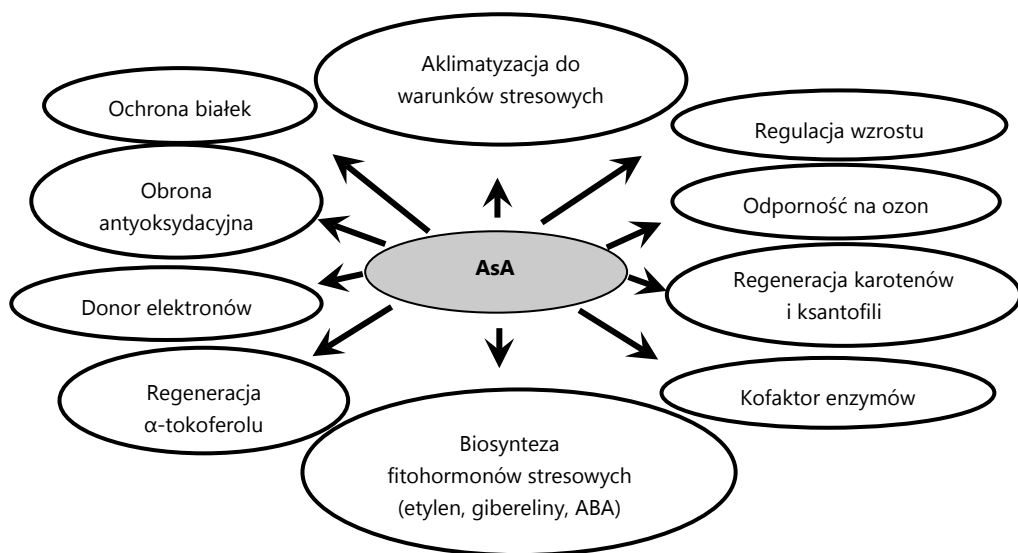 Aklimatyzacja do
warunków stresowych
Ochrona białek
Regulacja wzrostu
Obrona
antyoksydacyjna
Odporność na ozon
AsA
Donor elektronów
Regeneracja karotenów
i ksantofili
Regeneracja
α-tokoferolu
Kofaktor enzymów
Biosynteza
fitohormonów stresowych
(etylen, gibereliny, ABA)